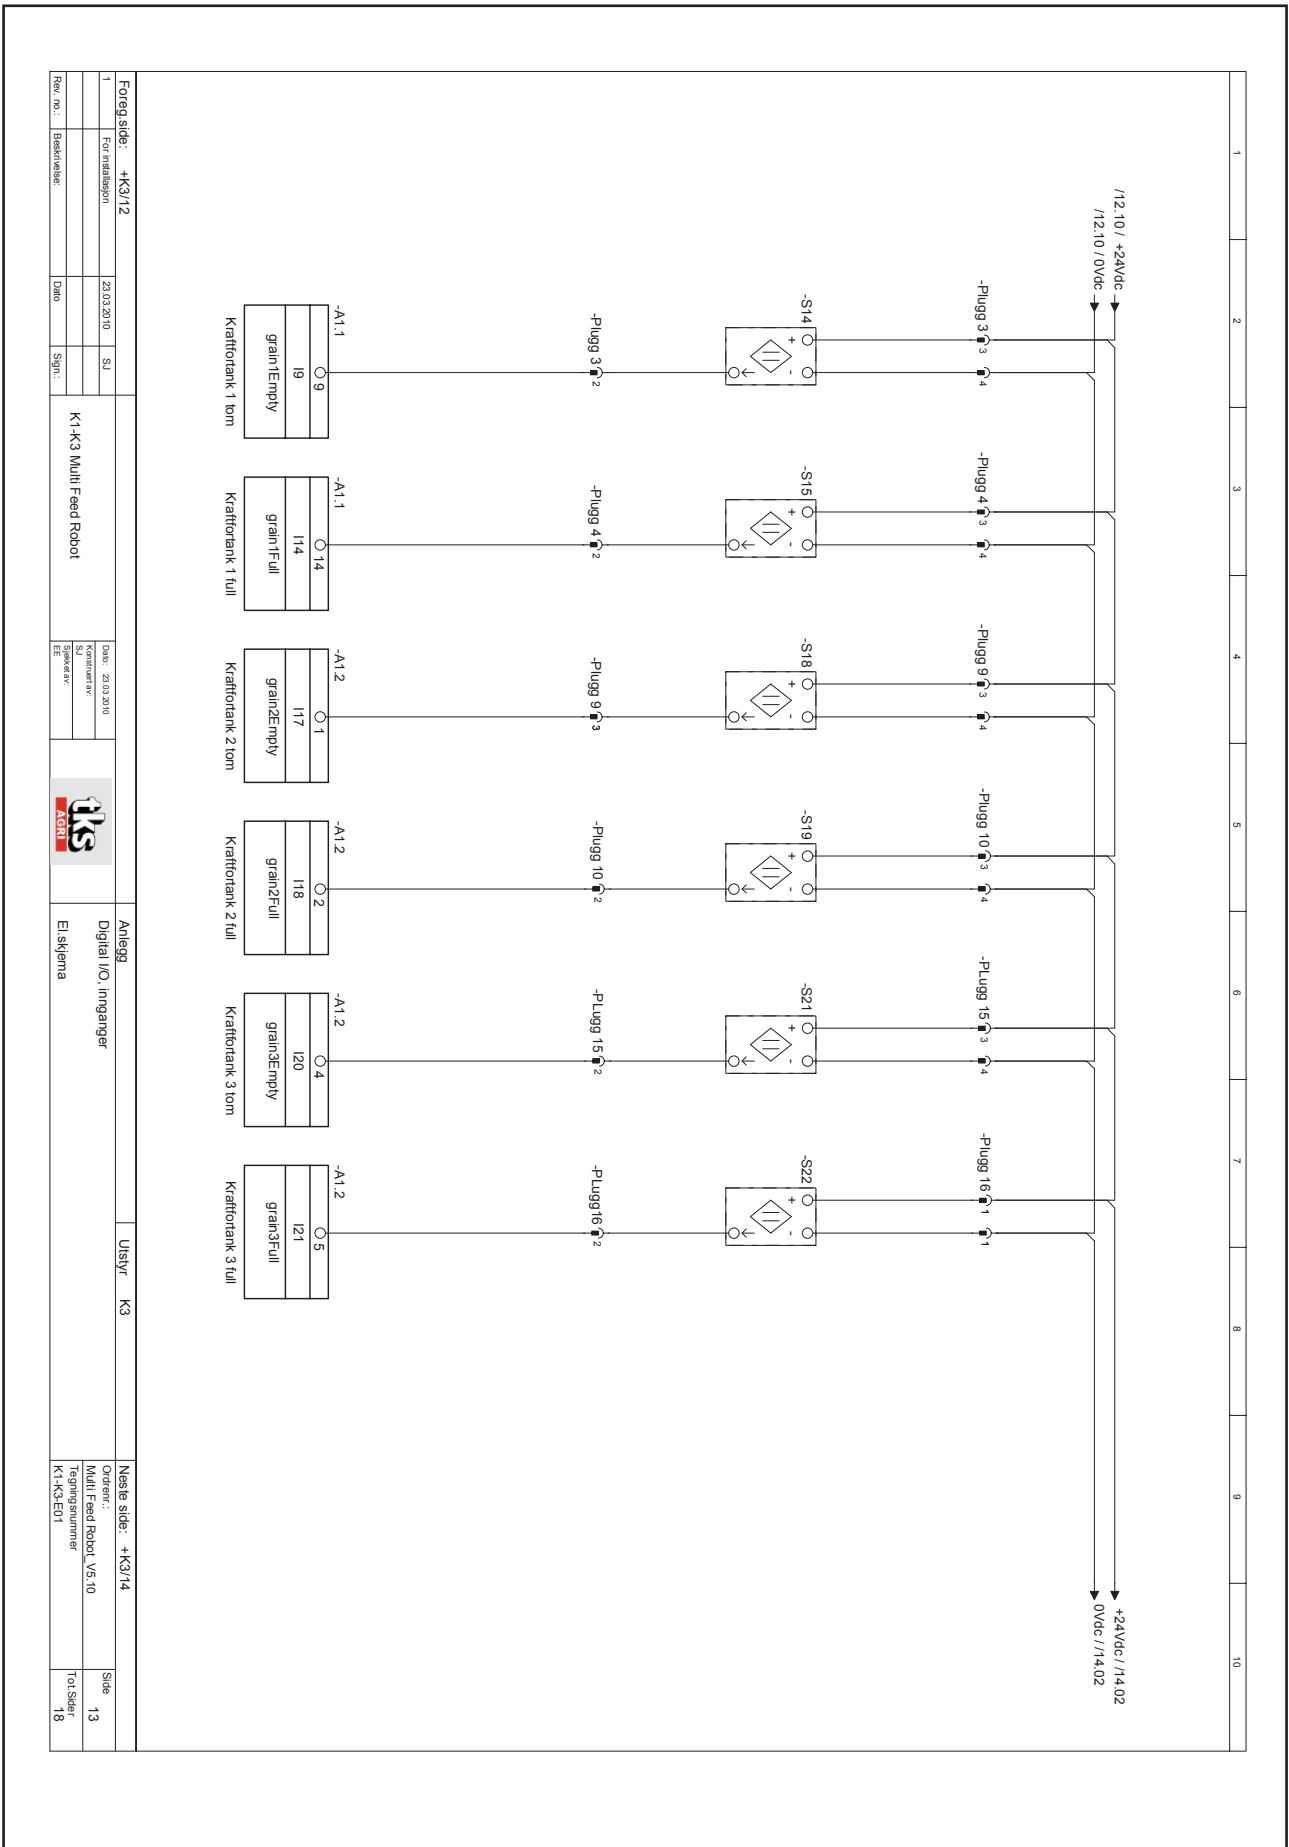 1 2 3 4 5 6 7 8 9 10
/12.10 / +24Vdc
/12.10 / 0Vdc
+24Vdc / /14.02
0Vdc / /14.02
-Plugg 3 3 4
-Plugg 4 3 4
-Plugg 9 3 4
-Plugg 10 3 4
-PLugg 15 3 4
-Plugg 16 1 1
-S14 + -
-S15 + -
-S18 + -
-S19 + -
-S21 + -
-S22 + -
-Plugg 3 2
-Plugg 4 2
-Plugg 9 3
-Plugg 10 2
-PLugg 15 2
-PLugg16 2
-A1.1
9
I9
grain1Empty
Kraftfortank 1 tom
-A1.1
14
I14
grain1Full
Kraftfortank 1 full
-A1.2
1
I17
grain2Empty
Kraftfortank 2 tom
-A1.2
2
I18
grain2Full
Kraftfortank 2 full
-A1.2
4
I20
grain3Empty
Kraftfortank 3 tom
-A1.2
5
I21
grain3Full
Kraftfortank 3 full
Foreg.side: +K3/12
1 For installasjon 23.03.2010 SJ
Rev. no.: Beskrivelse: Dato Sign.:
K1-K3 Multi Feed Robot
Dato: 23.03.2010
Konstruert av:
SJ
Sjekket av:
EE
tks
AGRI
Anlegg
Digital I/O, innganger
El.skjema
Utstyr K3
Neste side: +K3/14
Ordrenr.:
Multi Feed Robot_V5.10
Tegningsnummer
K1-K3-E01
Side
13
Tot.Sider
18